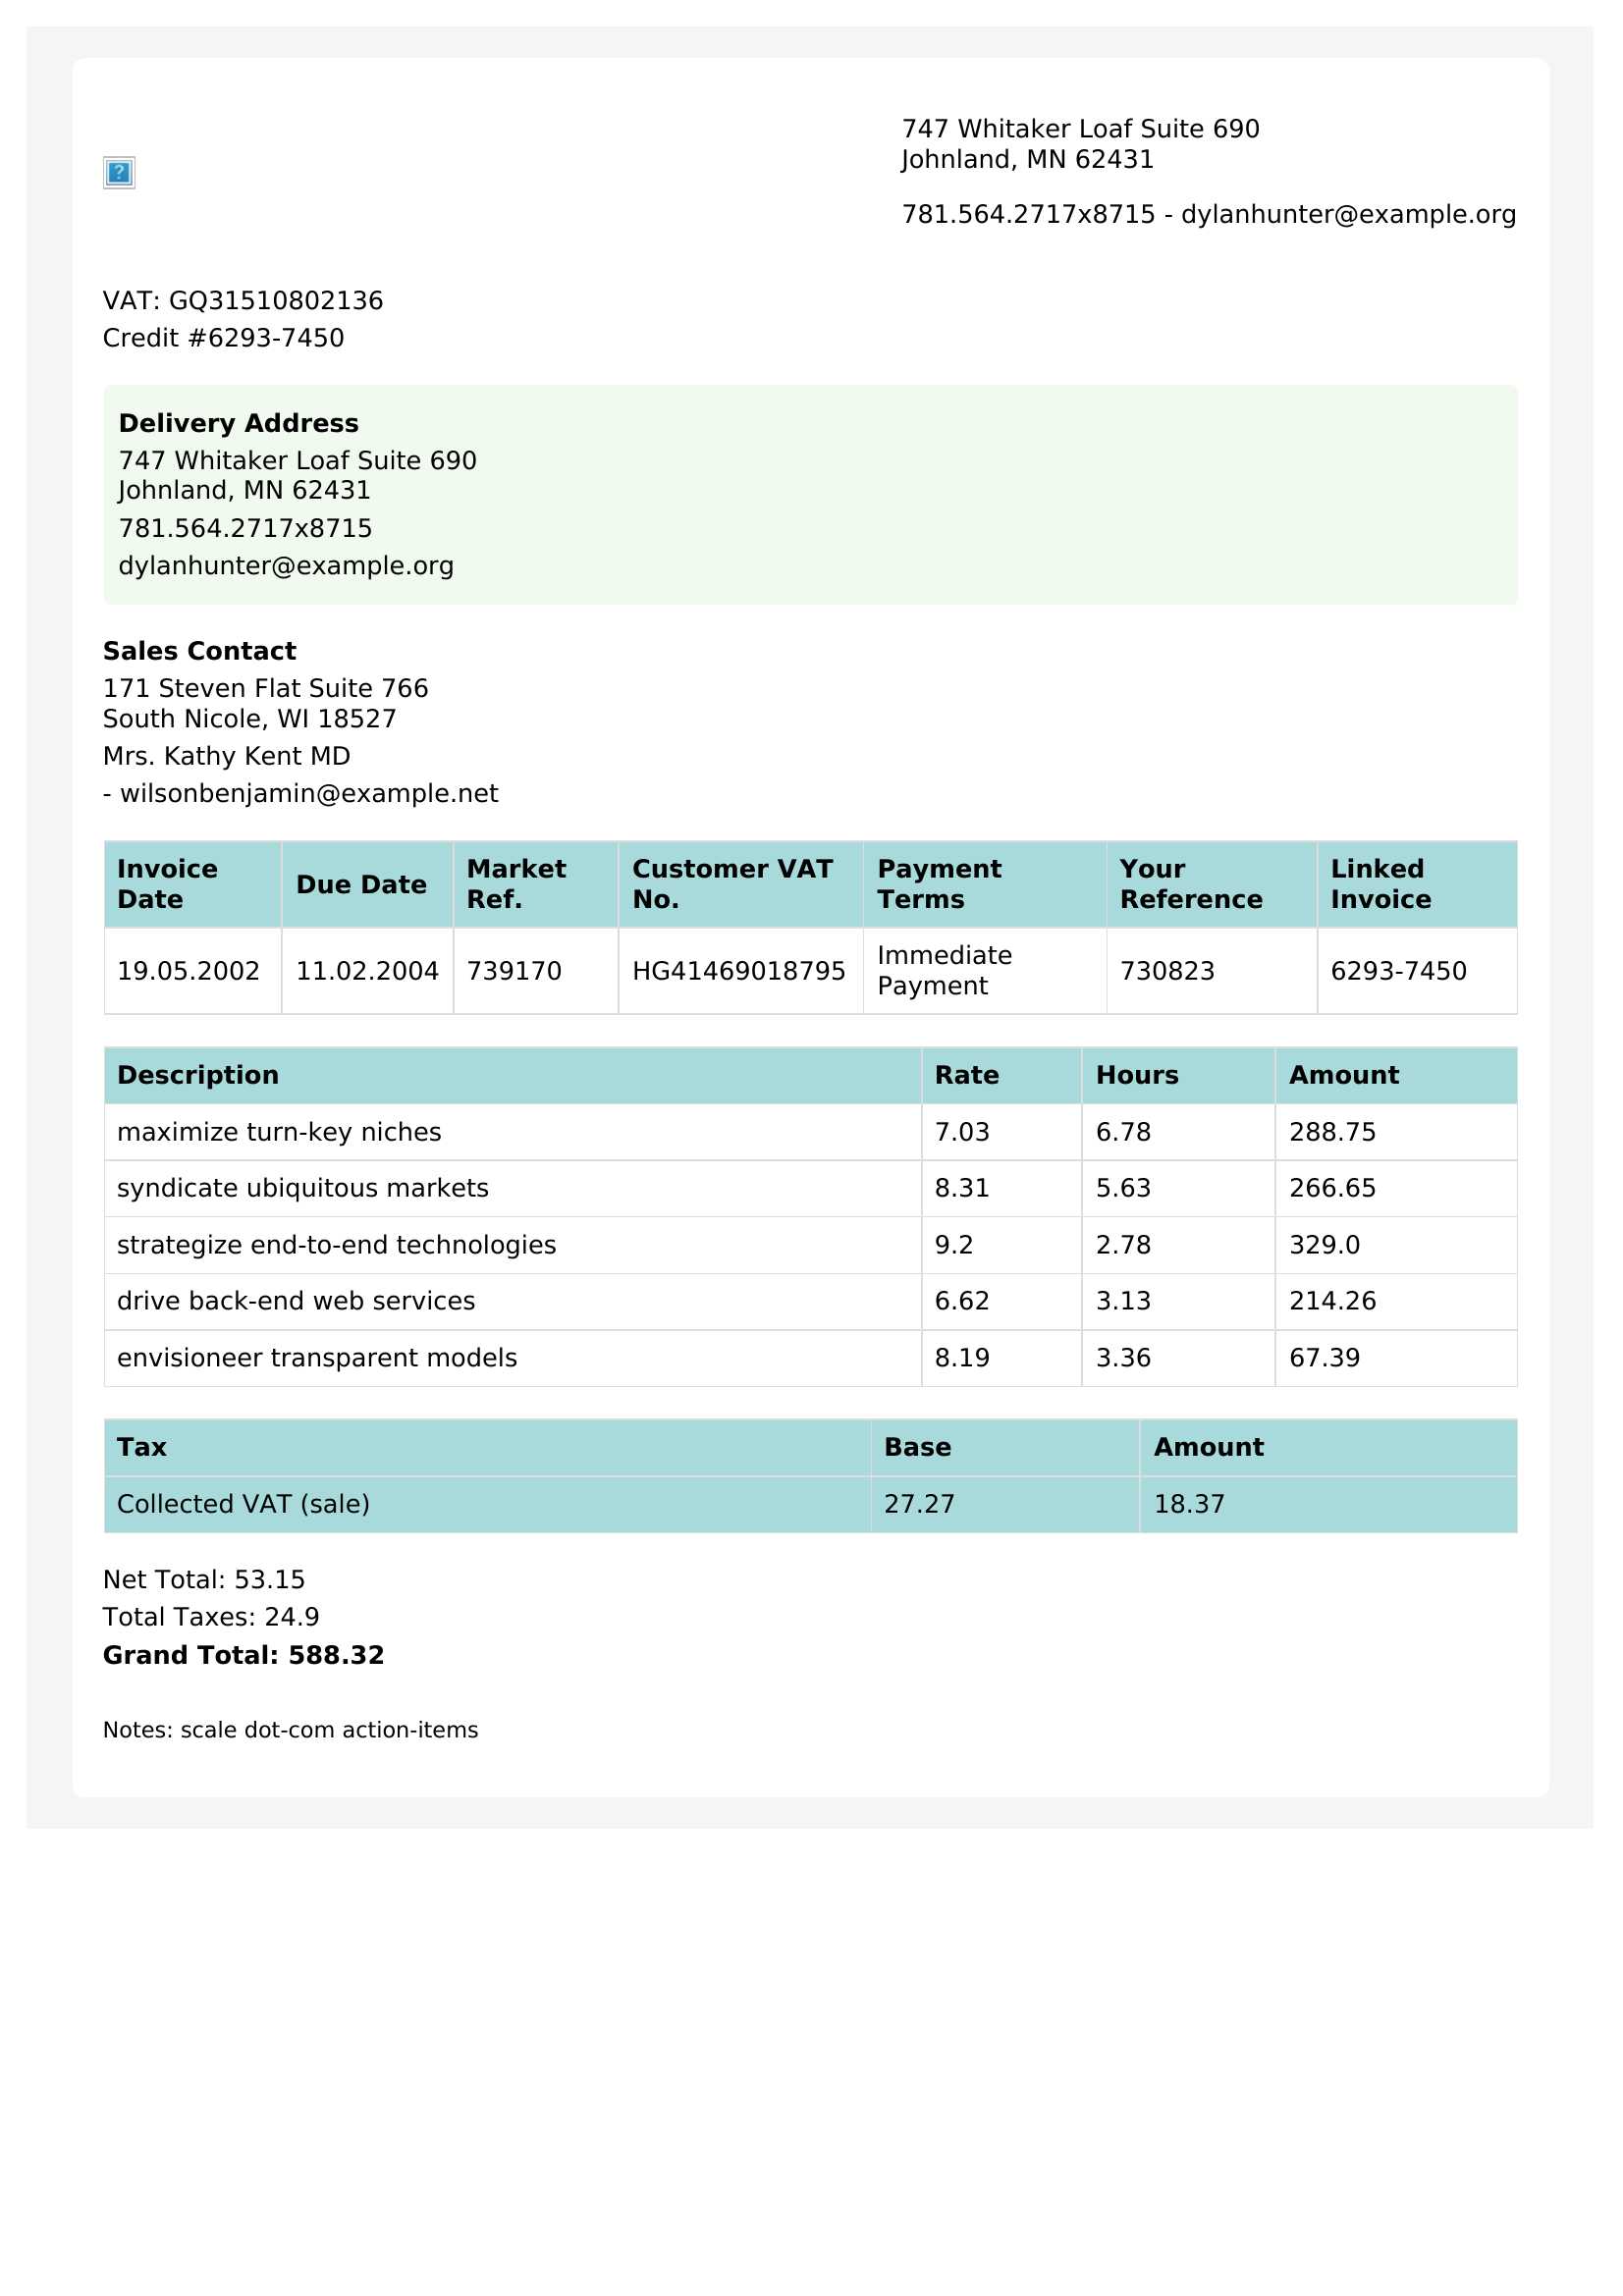 747 Whitaker Loaf Suite 690
Johnland, MN 62431
781.564.2717x8715 - dylanhunter@example.org
VAT: GQ31510802136
Credit #6293-7450
Delivery Address
747 Whitaker Loaf Suite 690
Johnland, MN 62431
781.564.2717x8715
dylanhunter@example.org
Sales Contact
171 Steven Flat Suite 766
South Nicole, WI 18527
Mrs. Kathy Kent MD
- wilsonbenjamin@example.net
Invoice Date Due Date Market Ref. Customer VAT No. Payment Terms Your Reference Linked Invoice
19.05.2002 11.02.2004 739170 HG41469018795 Immediate Payment 730823 6293-7450
Description Rate Hours Amount
maximize turn-key niches 7.03 6.78 288.75
syndicate ubiquitous markets 8.31 5.63 266.65
strategize end-to-end technologies 9.2 2.78 329.0
drive back-end web services 6.62 3.13 214.26
envisioneer transparent models 8.19 3.36 67.39
Tax Base Amount
Collected VAT (sale) 27.27 18.37
Net Total: 53.15
Total Taxes: 24.9
Grand Total: 588.32
Notes: scale dot-com action-items